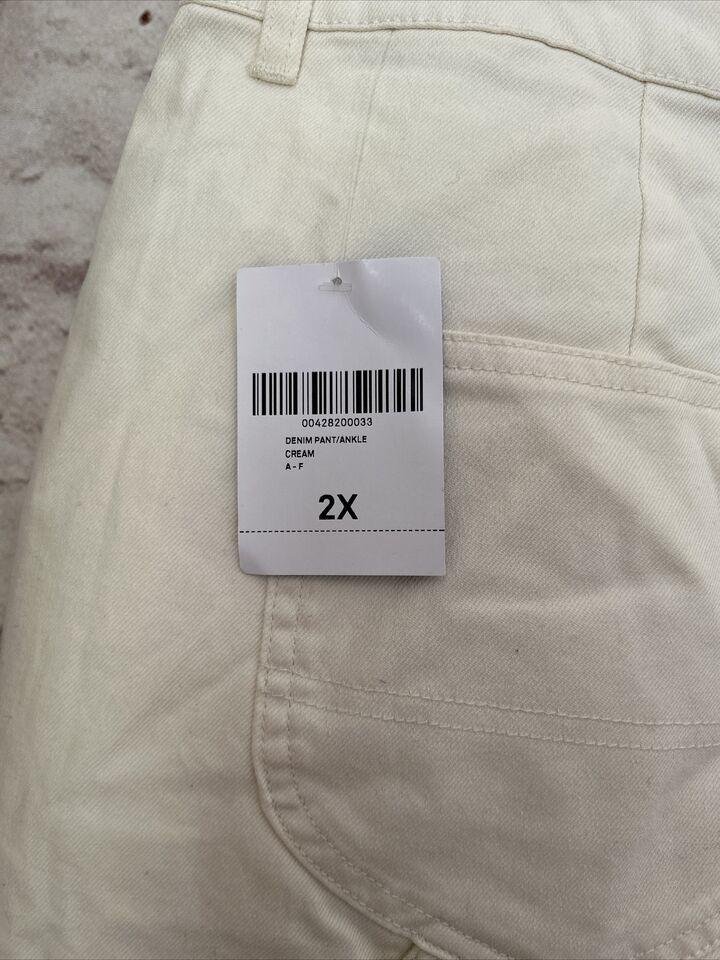 00428200033
DENIM PANT/ANKLE
CREAM
A - F
2X